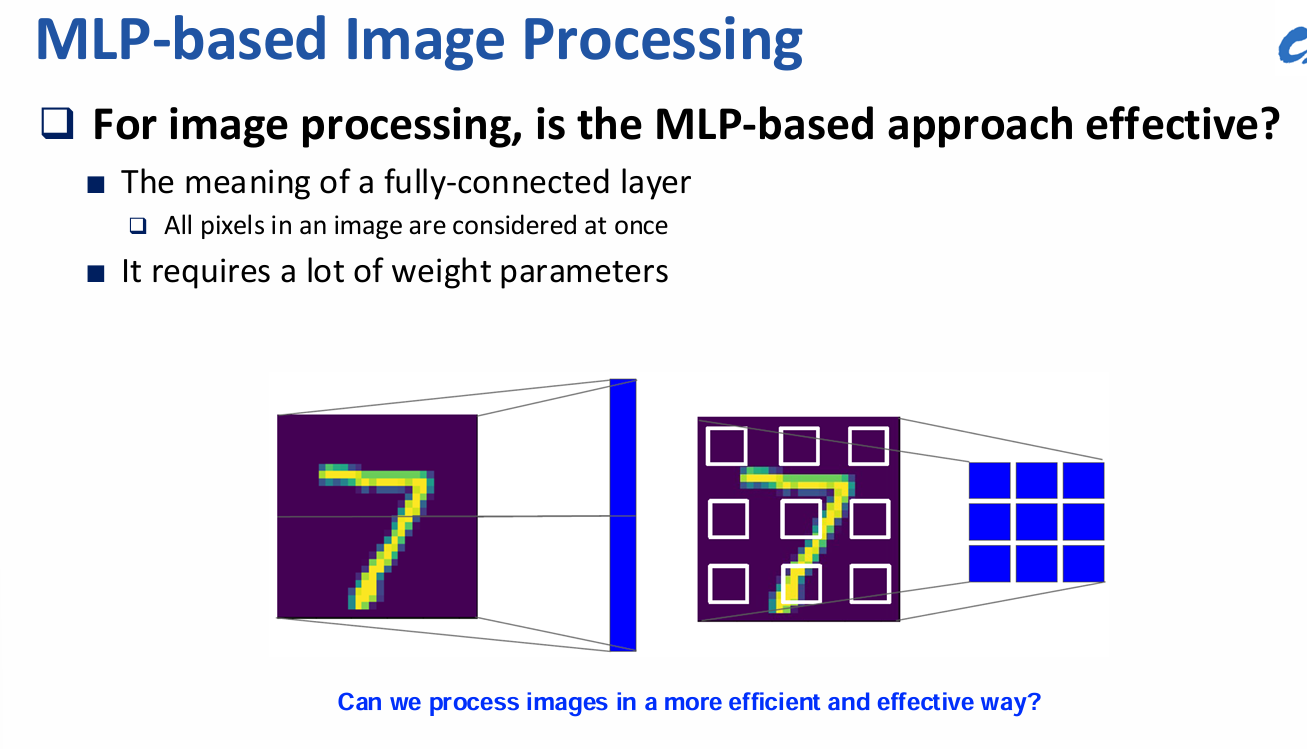 MLP-based Image Processing
For image processing, is the MLP-based approach effective?
The meaning of a fully-connected layer
All pixels in an image are considered at once
It requires a lot of weight parameters
Can we process images in a more efficient and effective way?